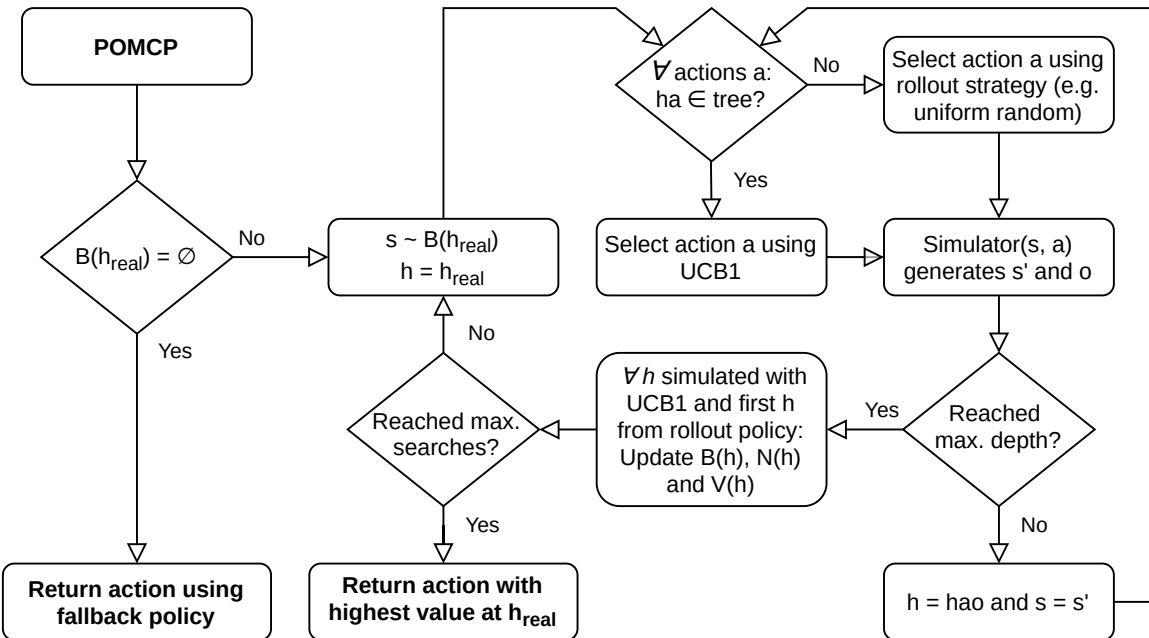 POMCP
B(h_real) = ∅
No
Yes
Return action using
fallback policy
s ~ B(h_real)
h = h_real
∀ actions a:
ha ∈ tree?
No
Yes
Select action a using
rollout strategy (e.g.
uniform random)
Select action a using
UCB1
Simulator(s, a)
generates s' and o
Reached
max. depth?
Yes
No
∀ h simulated with
UCB1 and first h
from rollout policy:
Update B(h), N(h)
and V(h)
Reached max.
searches?
No
Yes
Return action with
highest value at h_real
h = hao and s = s'